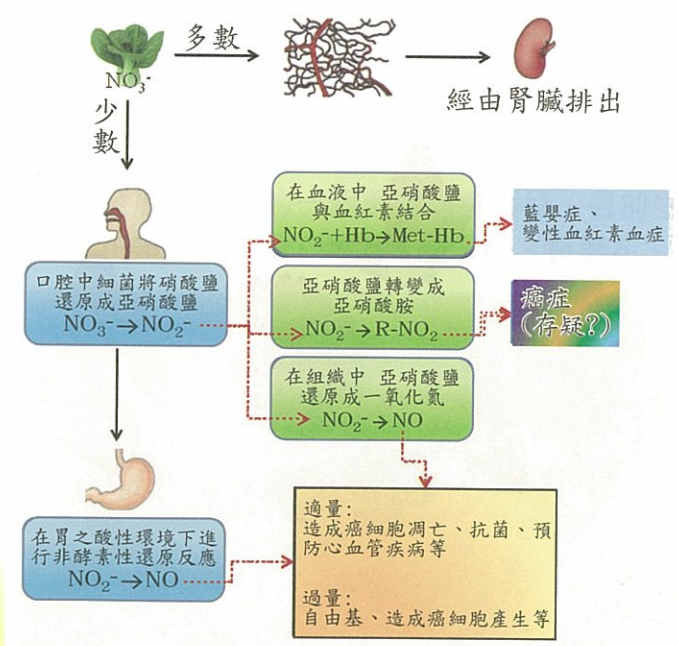 NO₃⁻
多數
經由腎臟排出
少
數
口腔中細菌將硝酸鹽
還原成亞硝酸鹽
NO₃⁻→NO₂⁻
在血液中 亞硝酸鹽
與血紅素結合
NO₂⁻+Hb→Met-Hb
藍嬰症、
變性血紅素血症
亞硝酸鹽轉變成
亞硝酸胺
NO₂⁻→R-NO₂
癌症
(存疑?)
在組織中 亞硝酸鹽
還原成一氧化氮
NO₂⁻→NO
在胃之酸性環境下進
行非酵素性還原反應
NO₂⁻→NO
適量:
造成癌細胞凋亡、抗菌、預
防心血管疾病等
過量:
自由基、造成癌細胞產生等